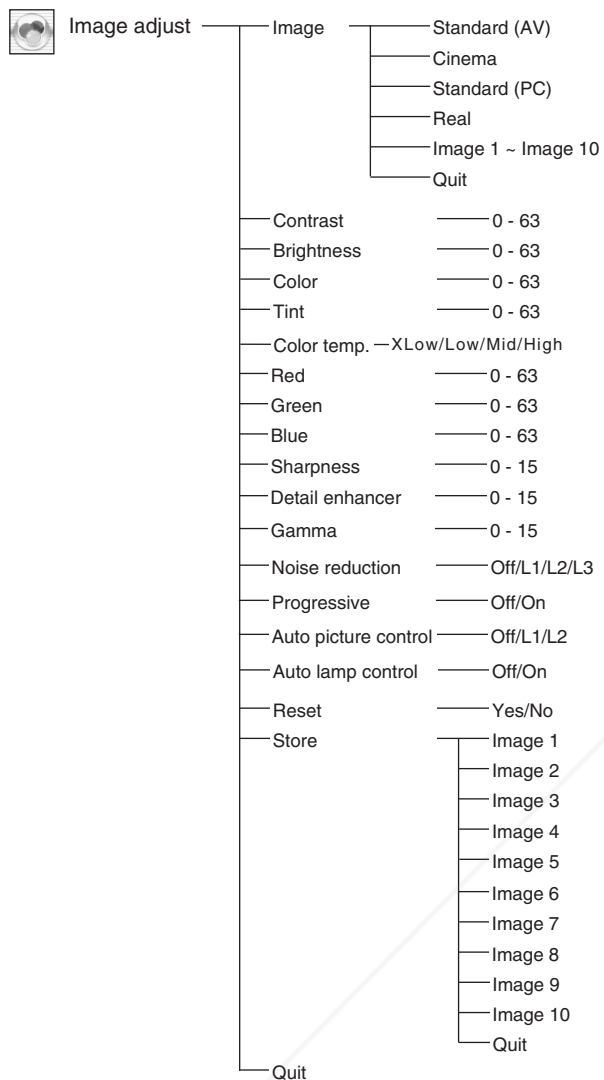 Image adjust Image Standard (AV)
Cinema
Standard (PC)
Real
Image 1 ~ Image 10
Quit
Contrast 0 - 63
Brightness 0 - 63
Color 0 - 63
Tint 0 - 63
Color temp. XLow/Low/Mid/High
Red 0 - 63
Green 0 - 63
Blue 0 - 63
Sharpness 0 - 15
Detail enhancer 0 - 15
Gamma 0 - 15
Noise reduction Off/L1/L2/L3
Progressive Off/On
Auto picture control Off/L1/L2
Auto lamp control Off/On
Reset Yes/No
Store Image 1
Image 2
Image 3
Image 4
Image 5
Image 6
Image 7
Image 8
Image 9
Image 10
Quit
Quit